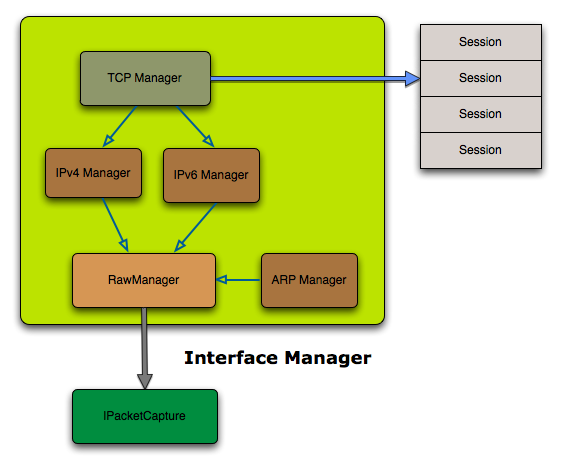 Session
TCP Manager
Session
Session
Session
IPv4 Manager
IPv6 Manager
RawManager
ARP Manager
Interface Manager
IPacketCapture